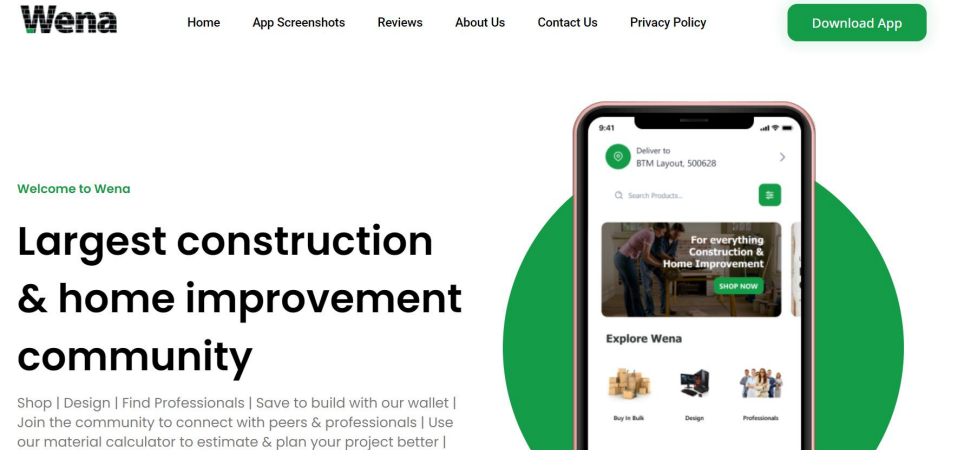 Wena
Home
App Screenshots
Reviews
About Us
Contact Us
Privacy Policy
Download App
Welcome to Wena
Largest construction
& home improvement
community
Shop | Design | Find Professionals | Save to build with our wallet |
Join the community to connect with peers & professionals | Use
our material calculator to estimate & plan your project better |
9:41
Deliver to
BTM Layout, 500628
Search Products..
For everything
Construction &
Home Improvement
SHOP NOW
Explore Wena
Buy In Bulk
Design
Professionals